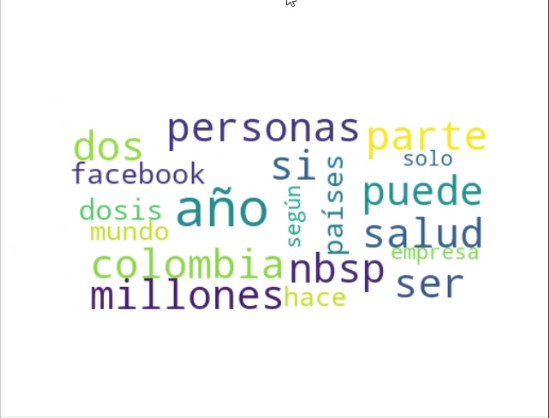 personas
parte
dos
si
solo
facebook
puede
año
según
países
dosis
salud
mundo
empresa
colombia
nbsp
ser
millones
hace